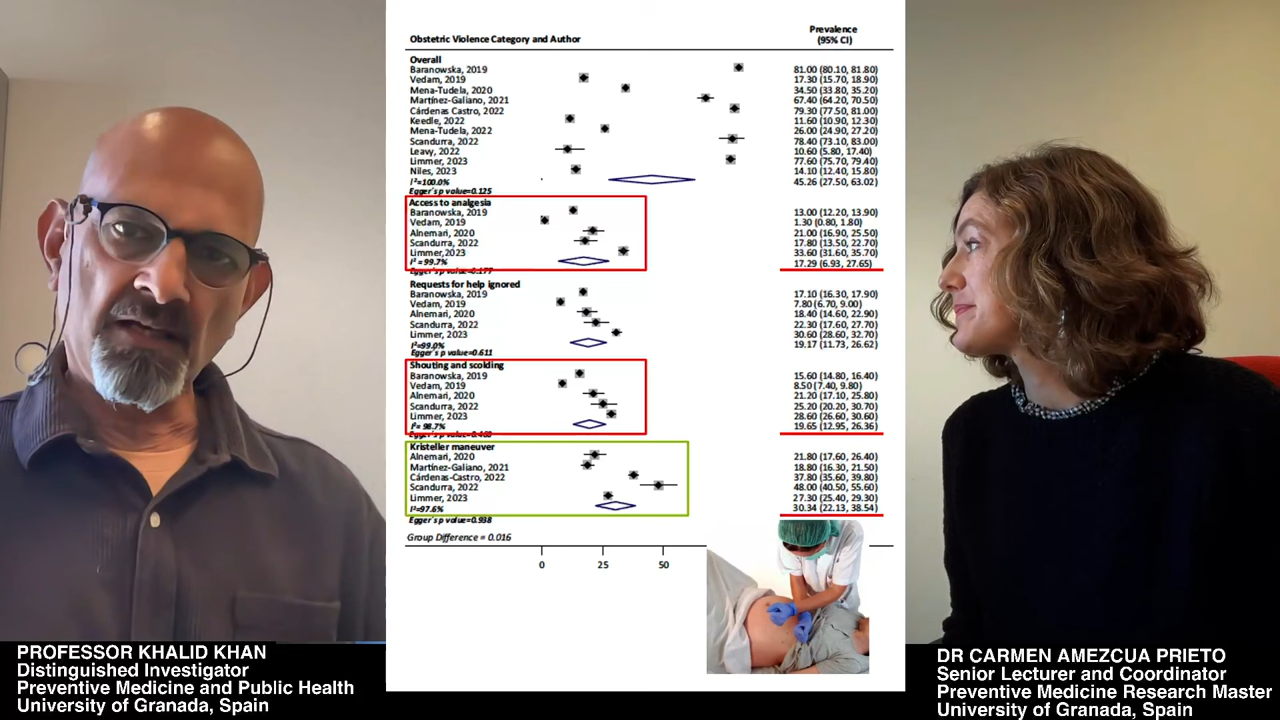 Obstetric Violence Category and Author Prevalence (95% CI)
Overall
Baranowska, 2019 81.00 (80.10, 81.80)
Vedam, 2019 17.30 (15.70, 18.90)
Mena-Tudela, 2020 34.50 (33.80, 35.20)
Martínez-Galiano, 2021 67.40 (64.20, 70.50)
Cárdenas Castro, 2022 79.30 (77.50, 81.00)
Keedle, 2022 11.60 (10.90, 12.30)
Mena-Tudela, 2022 26.00 (24.90, 27.20)
Scandurra, 2022 78.40 (73.10, 83.00)
Leavy, 2022 10.60 (5.80, 17.40)
Limmer, 2023 77.60 (75.70, 79.40)
Niles, 2023 14.10 (12.40, 15.80)
I²=100.0% 45.26 (27.50, 63.02)
Egger's p value=0.125
Access to analgesia
Baranowska, 2019 13.00 (12.20, 13.90)
Vedam, 2019 1.30 (0.80, 1.80)
Alnemari, 2020 21.00 (16.90, 25.50)
Scandurra, 2022 17.80 (13.50, 22.70)
Limmer,2023 33.60 (31.60, 35.70)
I² = 99.7% 17.29 (6.93, 27.65)
Egger's p value=0.177
Requests for help ignored
Baranowska, 2019 17.10 (16.30, 17.90)
Vedam, 2019 7.80 (6.70, 9.00)
Alnemari, 2020 18.40 (14.60, 22.90)
Scandurra, 2022 22.30 (17.60, 27.70)
Limmer, 2023 30.60 (28.60, 32.70)
I²=99.0% 19.17 (11.73, 26.62)
Egger's p value=0.611
Shouting and scolding
Baranowska, 2019 15.60 (14.80, 16.40)
Vedam, 2019 8.50 (7.40, 9.80)
Alnemari, 2020 21.20 (17.10, 25.80)
Scandurra, 2022 25.20 (20.20, 30.70)
Limmer, 2023 28.60 (26.60, 30.60)
I²= 98.7% 19.65 (12.95, 26.36)
Egger's p value=
Kristeller maneuver
Alnemari, 2020 21.80 (17.60, 26.40)
Martínez-Galiano, 2021 18.80 (16.30, 21.50)
Cárdenas-Castro, 2022 37.80 (35.60, 39.80)
Scandurra, 2022 48.00 (40.50, 55.60)
Limmer, 2023 27.30 (25.40, 29.30)
I²=97.6% 30.34 (22.13, 38.54)
Egger's p value=0.938
Group Difference = 0.016
0 25 50
PROFESSOR KHALID KHAN
Distinguished Investigator
Preventive Medicine and Public Health
University of Granada, Spain
DR CARMEN AMEZCUA PRIETO
Senior Lecturer and Coordinator
Preventive Medicine Research Master
University of Granada, Spain